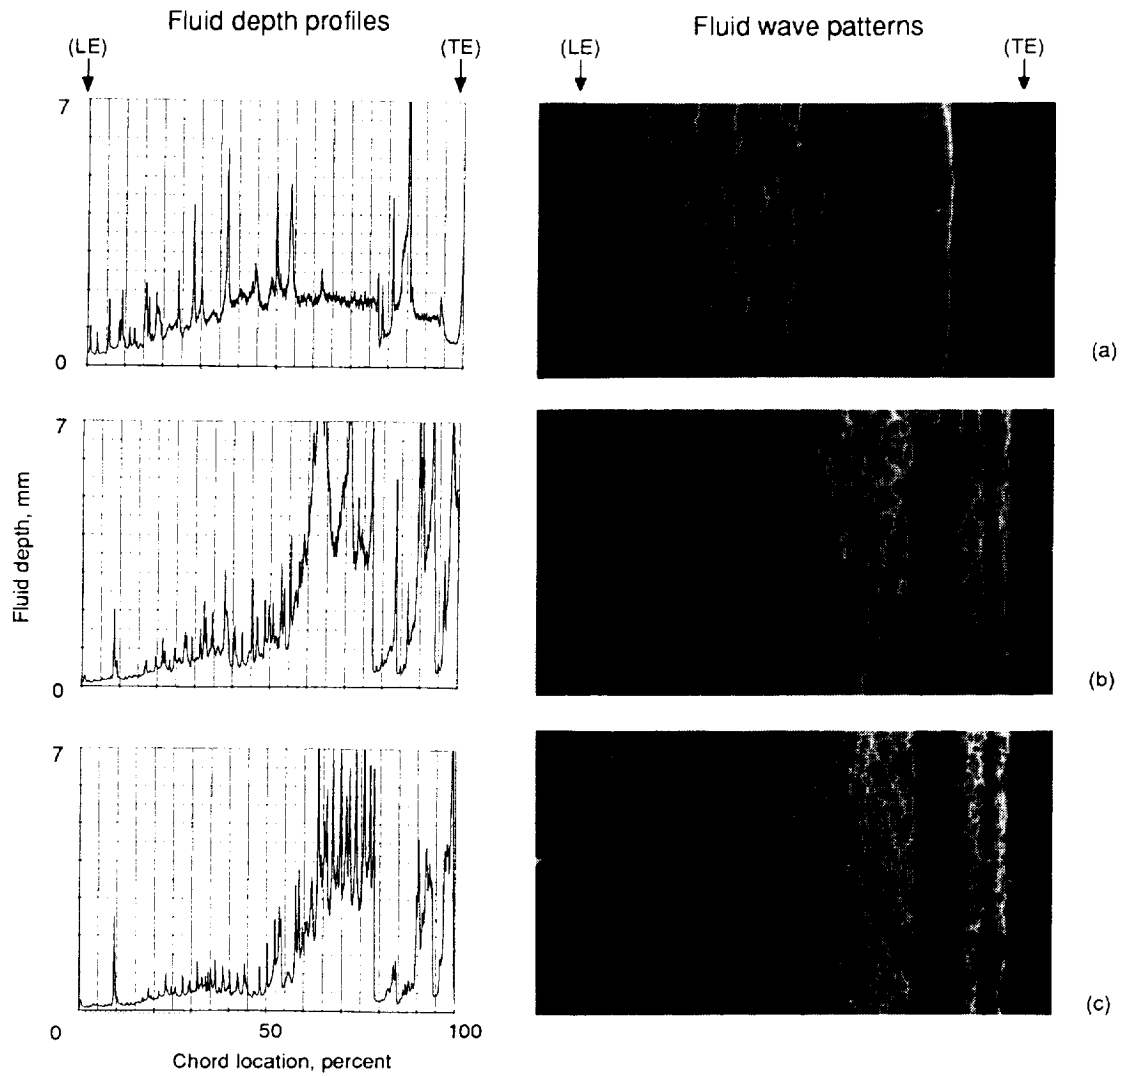 Fluid depth profiles
Fluid wave patterns
(LE)
(TE)
(LE)
(TE)
7
0
(a)
7
0
(b)
Fluid depth, mm
7
0
0
50
100
(c)
Chord location, percent